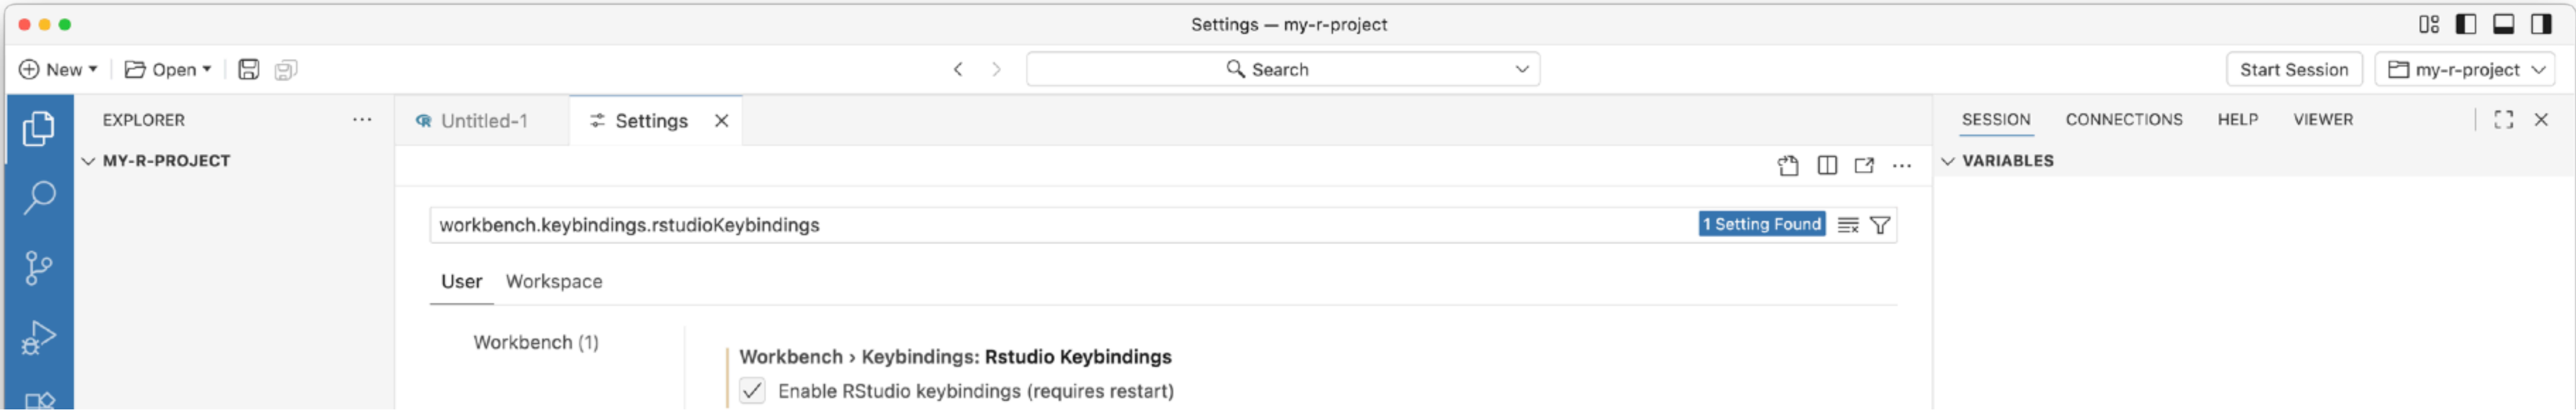 Settings — my-r-project
New
Open
Search
Start Session
my-r-project
EXPLORER
MY-R-PROJECT
Untitled-1
Settings
SESSION
CONNECTIONS
HELP
VIEWER
VARIABLES
workbench.keybindings.rstudioKeybindings
1 Setting Found
User
Workspace
Workbench (1)
Workbench › Keybindings: Rstudio Keybindings
Enable RStudio keybindings (requires restart)